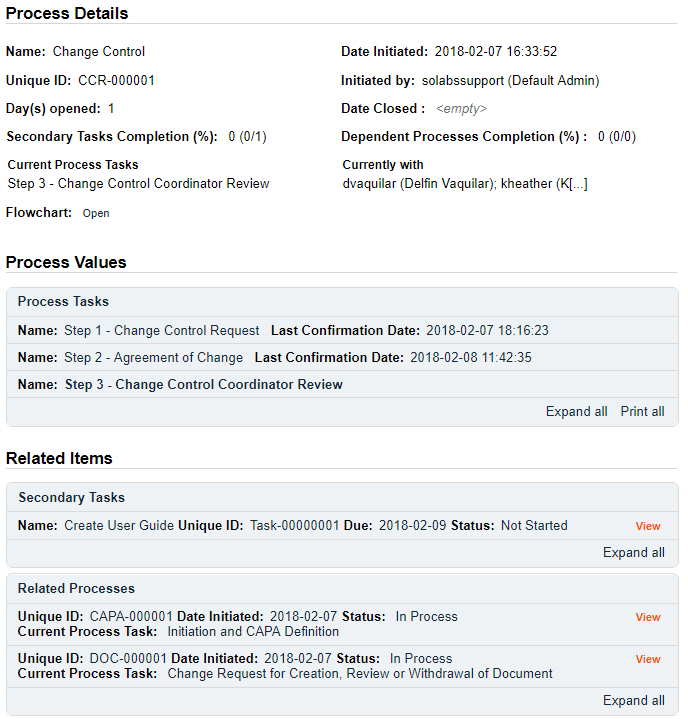 Process Details
Name: Change Control Date Initiated: 2018-02-07 16:33:52
Unique ID: CCR-000001 Initiated by: solabssupport (Default Admin)
Day(s) opened: 1 Date Closed : <empty>
Secondary Tasks Completion (%): 0 (0/1) Dependent Processes Completion (%) : 0 (0/0)
Current Process Tasks Currently with
Step 3 - Change Control Coordinator Review dvaquilar (Delfin Vaquilar); kheather (K[...]
Flowchart: Open
Process Values
Process Tasks
Name: Step 1 - Change Control Request Last Confirmation Date: 2018-02-07 18:16:23
Name: Step 2 - Agreement of Change Last Confirmation Date: 2018-02-08 11:42:35
Name: Step 3 - Change Control Coordinator Review
Expand all Print all
Related Items
Secondary Tasks
Name: Create User Guide Unique ID: Task-00000001 Due: 2018-02-09 Status: Not Started View
Expand all
Related Processes
Unique ID: CAPA-000001 Date Initiated: 2018-02-07 Status: In Process View
Current Process Task: Initiation and CAPA Definition
Unique ID: DOC-000001 Date Initiated: 2018-02-07 Status: In Process View
Current Process Task: Change Request for Creation, Review or Withdrawal of Document
Expand all